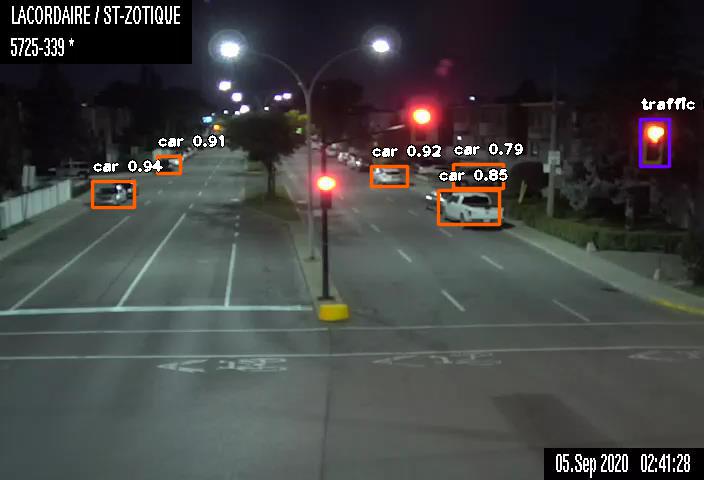 LACORDAIRE / ST-ZOTIQUE
5725-339 *
traffic
car 0.91
car 0.94
car 0.92
car 0.79
car 0.85
05.Sep 2020 02:41:28